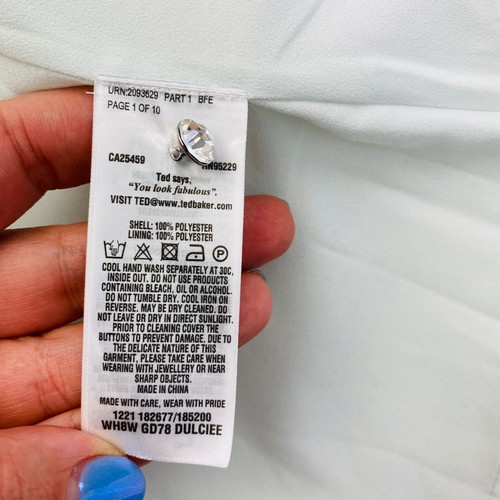 URN:2093629 PART 1 BFE
PAGE 1 OF 10
CA25459 RN95229
Ted says,
"You look fabulous".
VISIT TED@www.tedbaker.com
SHELL: 100% POLYESTER
LINING: 100% POLYESTER
P
COOL HAND WASH SEPARATELY AT 30C,
INSIDE OUT. DO NOT USE PRODUCTS
CONTAINING BLEACH, OIL OR ALCOHOL.
DO NOT TUMBLE DRY. COOL IRON ON
REVERSE. MAY BE DRY CLEANED. DO
NOT LEAVE OR DRY IN DIRECT SUNLIGHT.
PRIOR TO CLEANING COVER THE
BUTTONS TO PREVENT DAMAGE. DUE TO
THE DELICATE NATURE OF THIS
GARMENT, PLEASE TAKE CARE WHEN
WEARING WITH JEWELLERY OR NEAR
SHARP OBJECTS.
MADE IN CHINA
MADE WITH CARE, WEAR WITH PRIDE
1221 182677/185200
WH8W GD78 DULCIEE